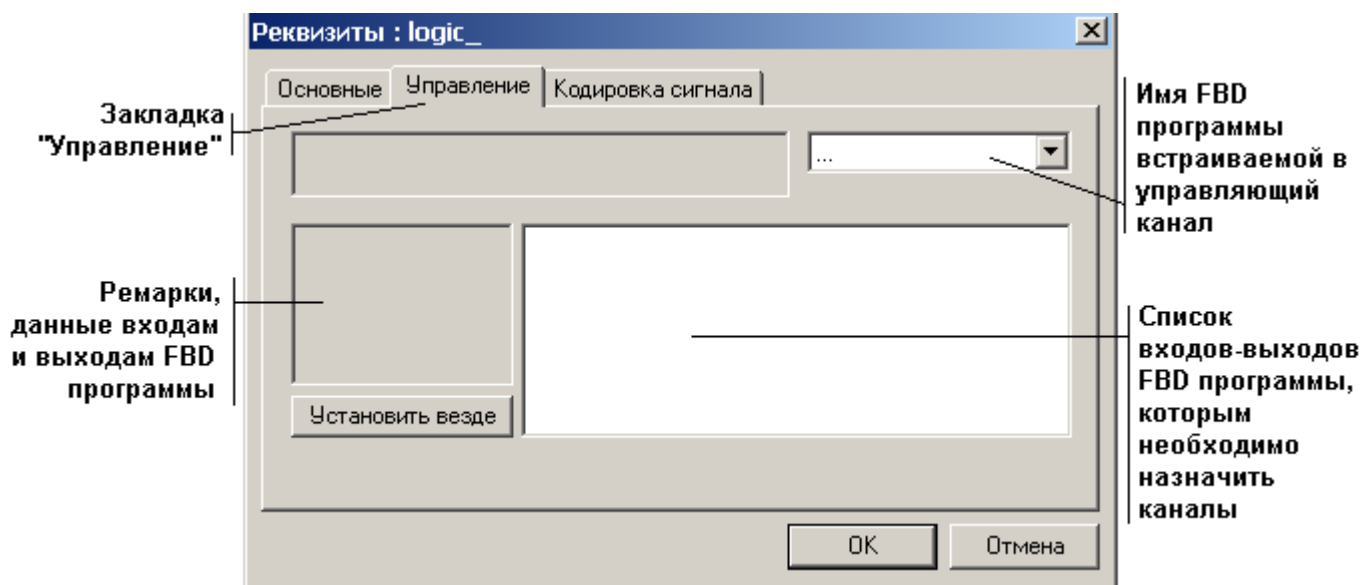 Реквизиты : logic_
Основные
Управление
Кодировка сигнала
Закладка
"Управление"
...
Имя FBD
программы
встраиваемой в
управляющий
канал
Ремарки,
данные входам
и выходам FBD
программы
Установить везде
Список
входов-выходов
FBD программы,
которым
необходимо
назначить
каналы
OK
Отмена